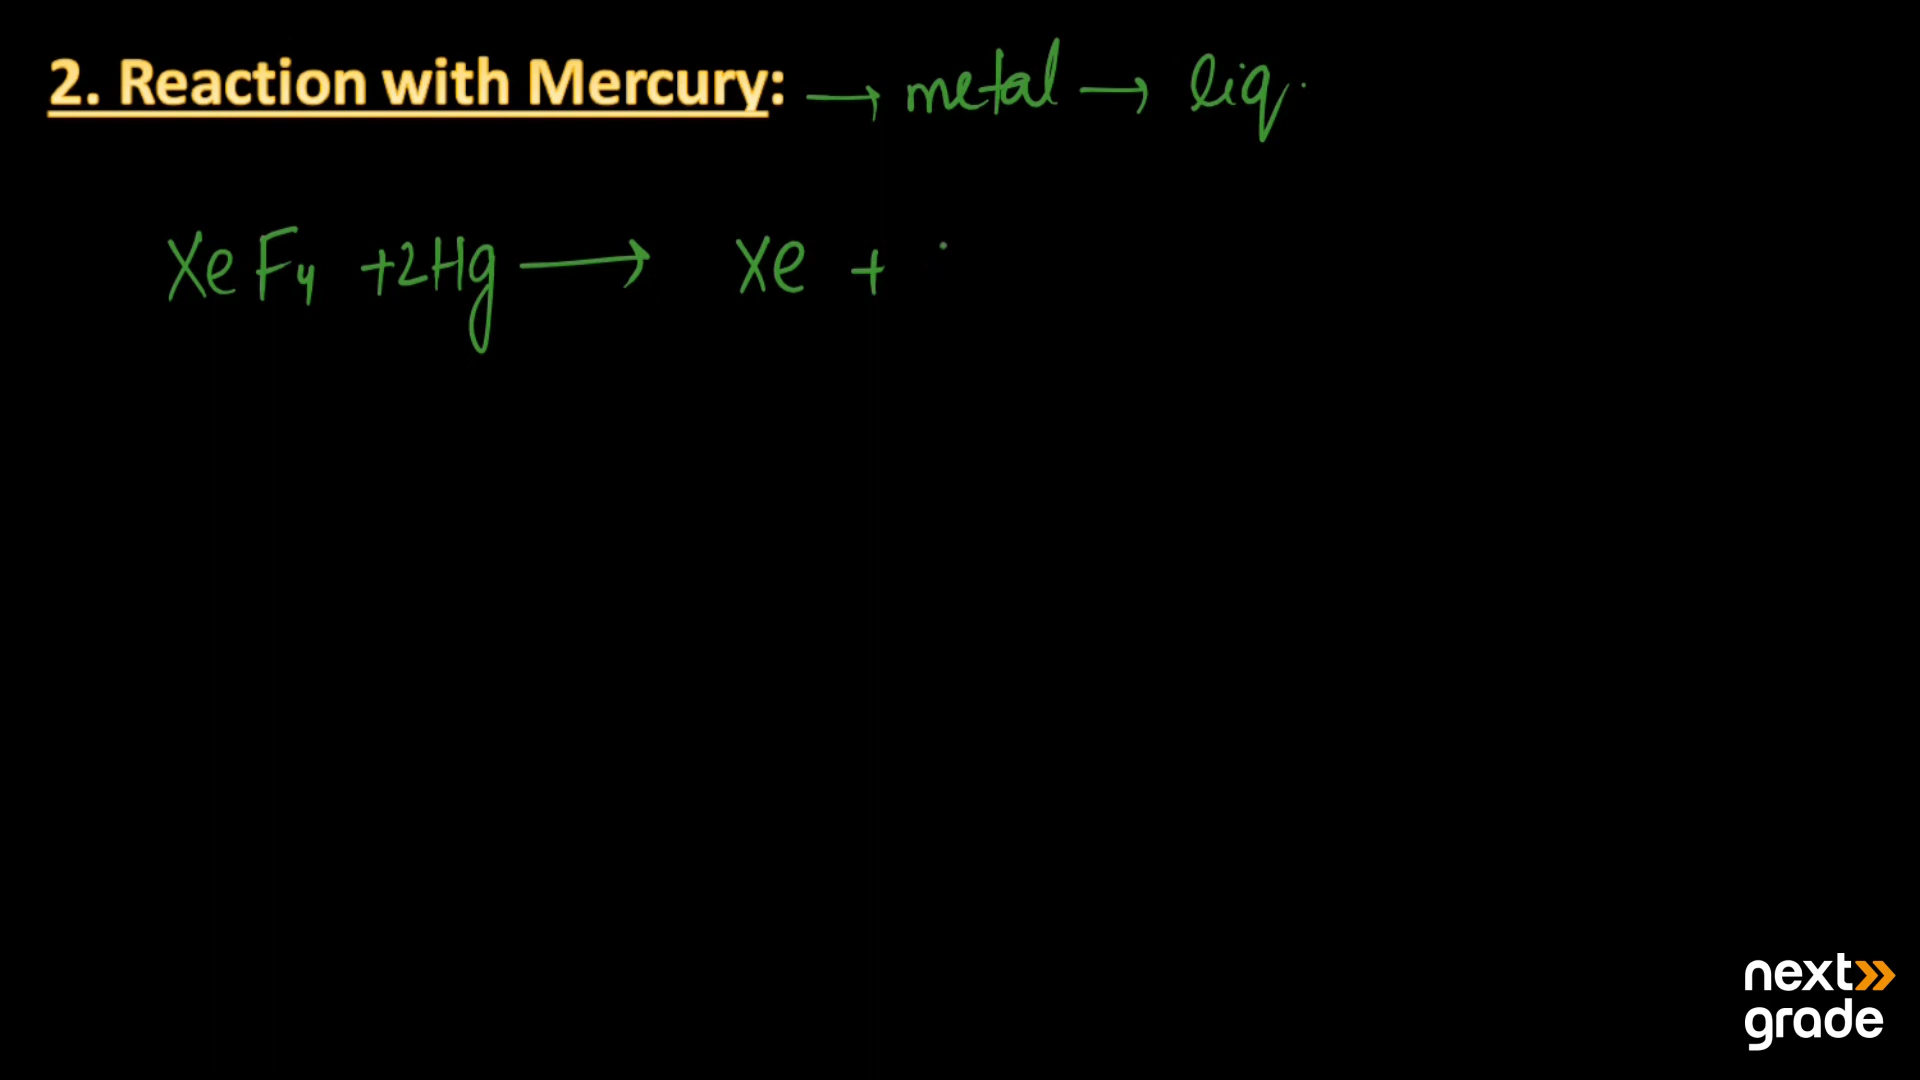 2. Reaction with Mercury: → metal → liq.
XeF₄ + 2Hg → Xe +
next
grade